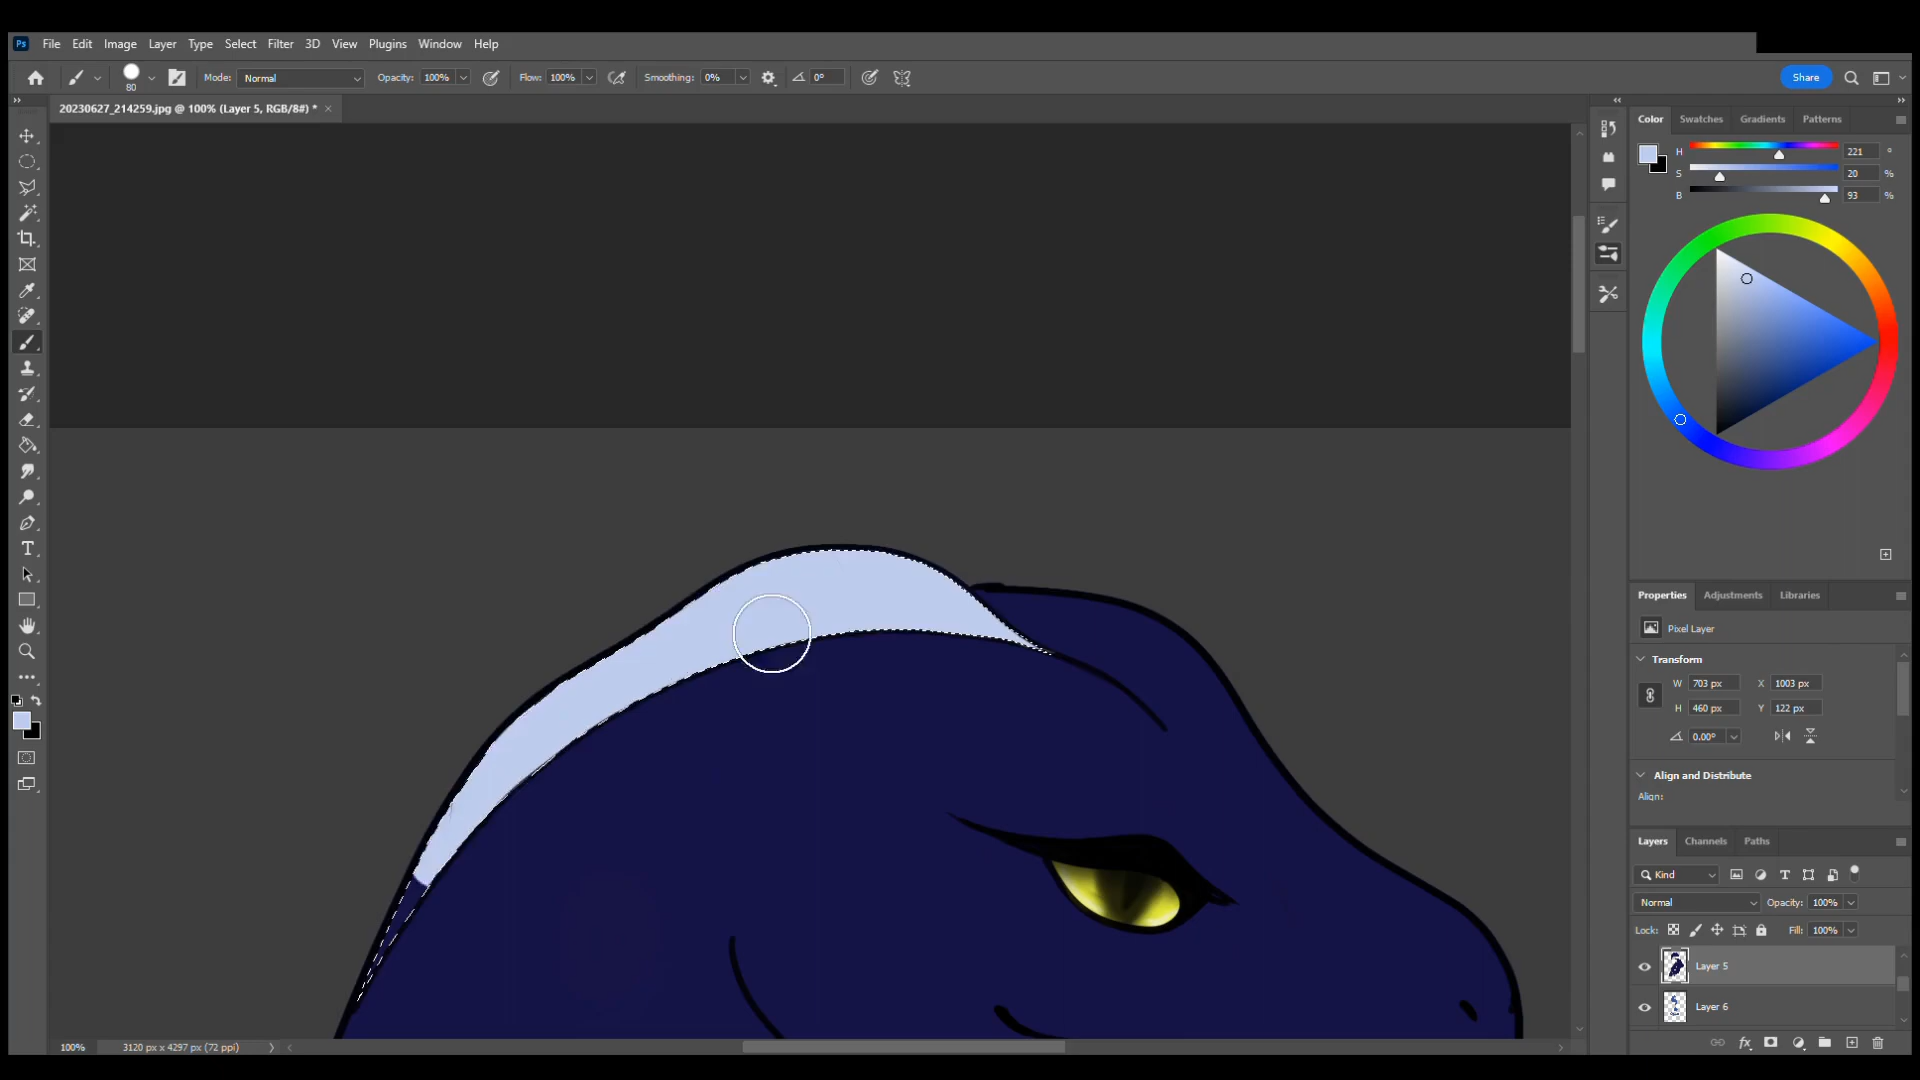 Ps File Edit Image Layer Type Select Filter 3D View Plugins Window Help
80 Mode: Normal Opacity: 100% Flow: 100% Smoothing: 0% 0° Share
20230627_214259.jpg @ 100% (Layer 5, RGB/8#) * ×
Color Swatches Gradients Patterns
H 221 °
S 20 %
B 93 %
Properties Adjustments Libraries
Pixel Layer
Transform
W 703 px X 1003 px
H 460 px Y 122 px
0.00°
Align and Distribute
Align:
Layers Channels Paths
Kind
Normal Opacity: 100%
Lock: Fill: 100%
Layer 5
Layer 6
fx
100% 3120 px x 4297 px (72 ppi)